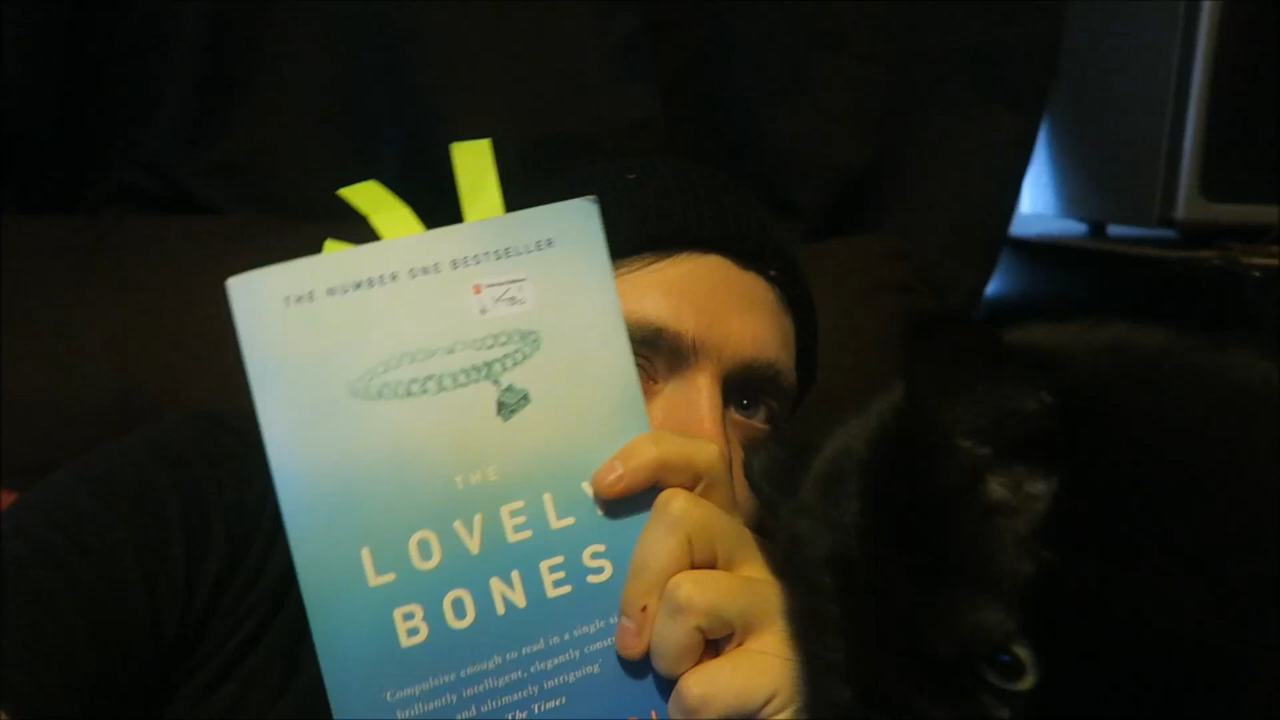 THE NUMBER ONE BESTSELLER
THE
LOVELY
BONES
'Compulsive enough to read in a single
brilliantly intelligent, elegantly
and ultimately intriguing'
The Times